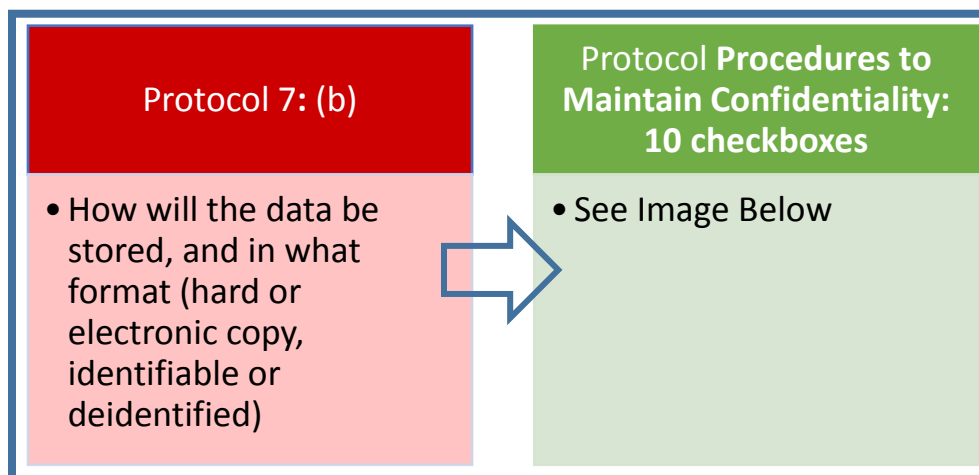 Protocol 7: (b)
• How will the data be
stored, and in what
format (hard or
electronic copy,
identifiable or
deidentified)
Protocol Procedures to
Maintain Confidentiality:
10 checkboxes
• See Image Below